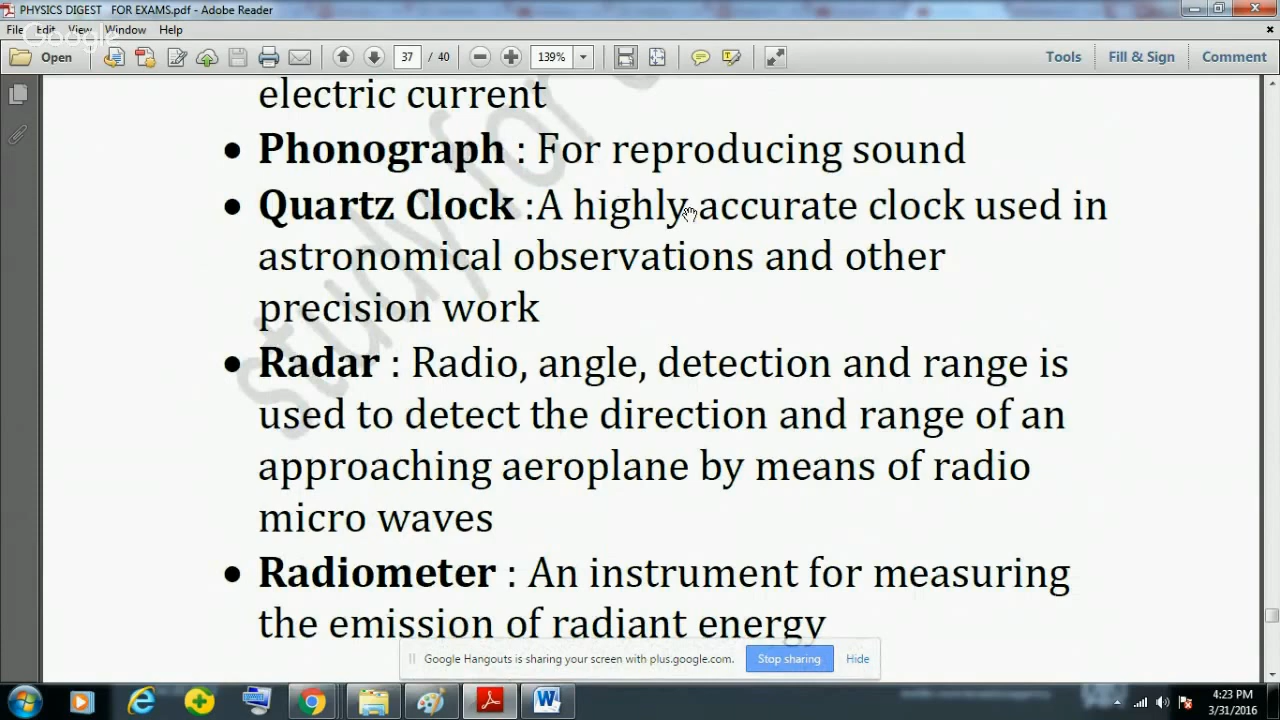 PHYSICS DIGEST FOR EXAMS.pdf - Adobe Reader
File Edit View Window Help
Google
Open 37 / 40 139% Tools Fill & Sign Comment
electric current
• Phonograph : For reproducing sound
• Quartz Clock :A highly accurate clock used in
astronomical observations and other
precision work
• Radar : Radio, angle, detection and range is
used to detect the direction and range of an
approaching aeroplane by means of radio
micro waves
• Radiometer : An instrument for measuring
the emission of radiant energy
study for
Google Hangouts is sharing your screen with plus.google.com. Stop sharing Hide
4:23 PM
3/31/2016